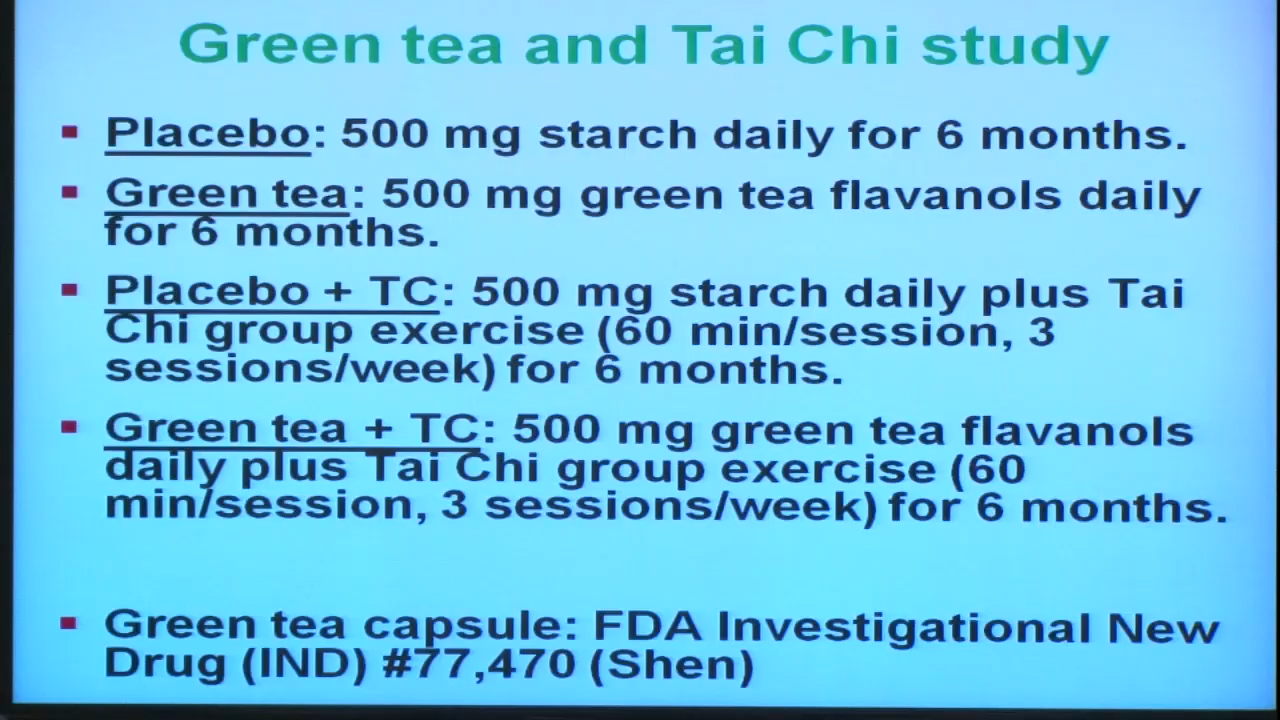 Green tea and Tai Chi study
▪ Placebo: 500 mg starch daily for 6 months.
▪ Green tea: 500 mg green tea flavanols daily
for 6 months.
▪ Placebo + TC: 500 mg starch daily plus Tai
Chi group exercise (60 min/session, 3
sessions/week) for 6 months.
▪ Green tea + TC: 500 mg green tea flavanols
daily plus Tai Chi group exercise (60
min/session, 3 sessions/week) for 6 months.
▪ Green tea capsule: FDA Investigational New
Drug (IND) #77,470 (Shen)